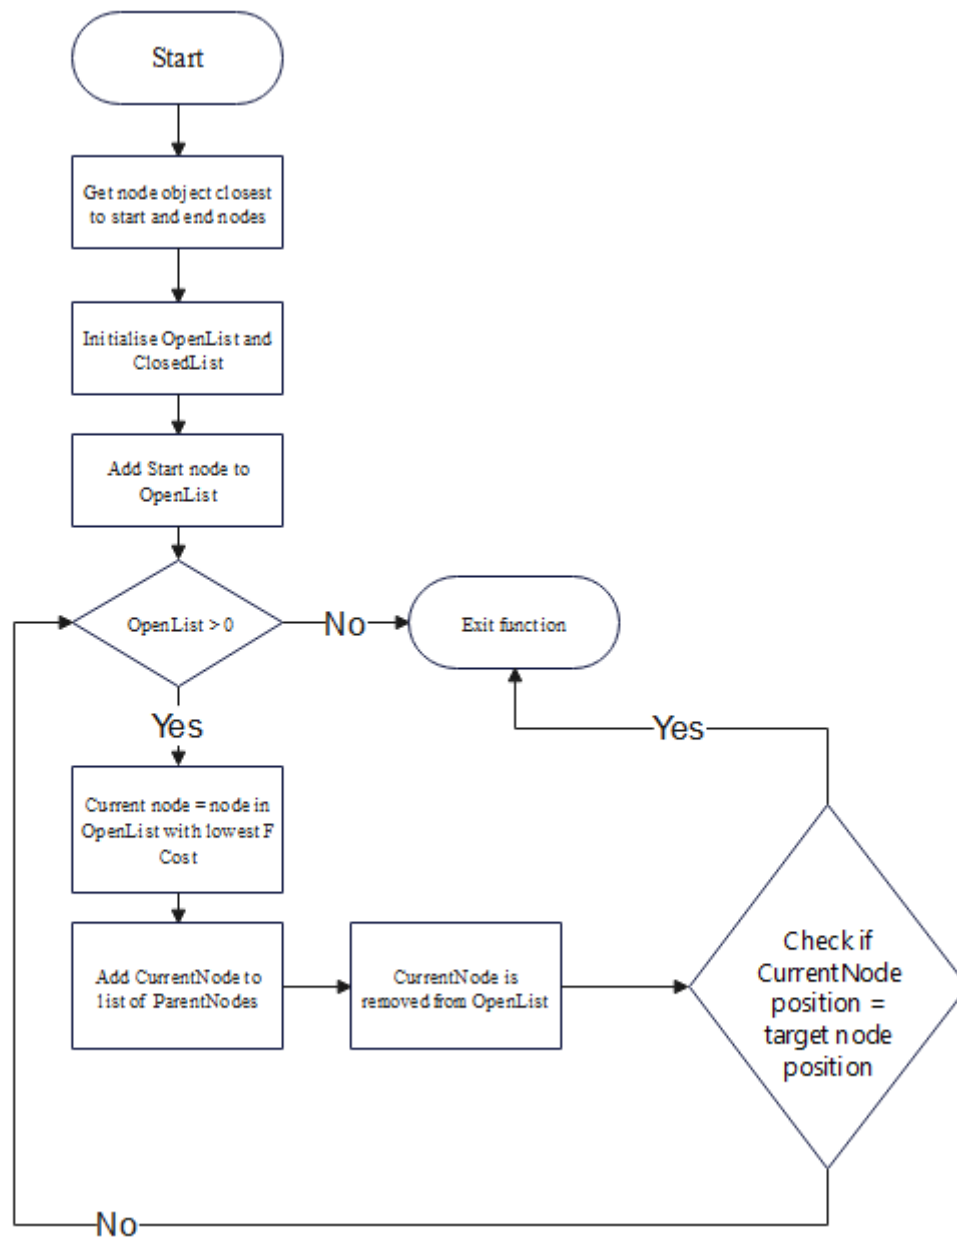 Start
Get node object closest
to start and end nodes
Initialise OpenList and
ClosedList
Add Start node to
OpenList
OpenList > 0
No
Exit function
Yes
Yes
Current node = node in
OpenList with lowest F
Cost
Add CurrentNode to
list of ParentNodes
CurrentNode is
removed from OpenList
Check if
CurrentNode
position =
target node
position
No